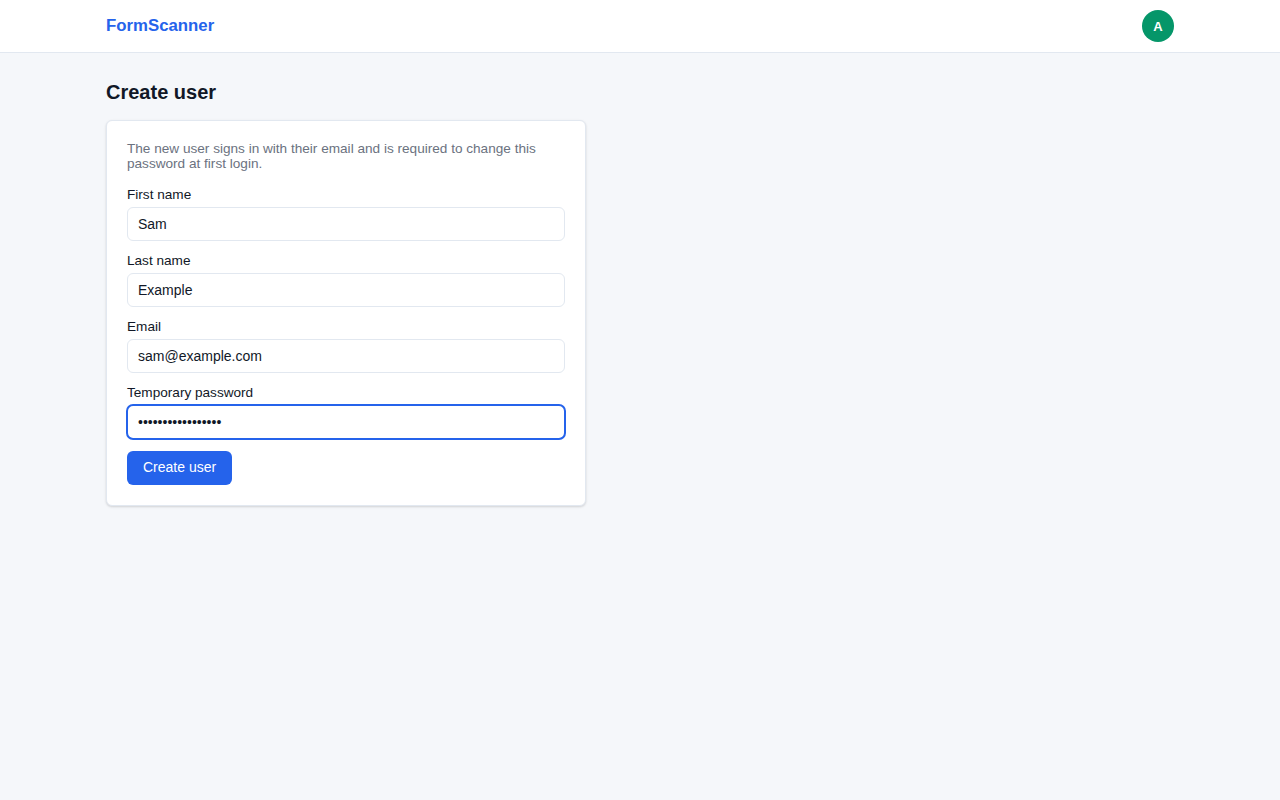 FormScanner
A
Create user
The new user signs in with their email and is required to change this
password at first login.
First name
Sam
Last name
Example
Email
sam@example.com
Temporary password
•••••••••••••••••
Create user